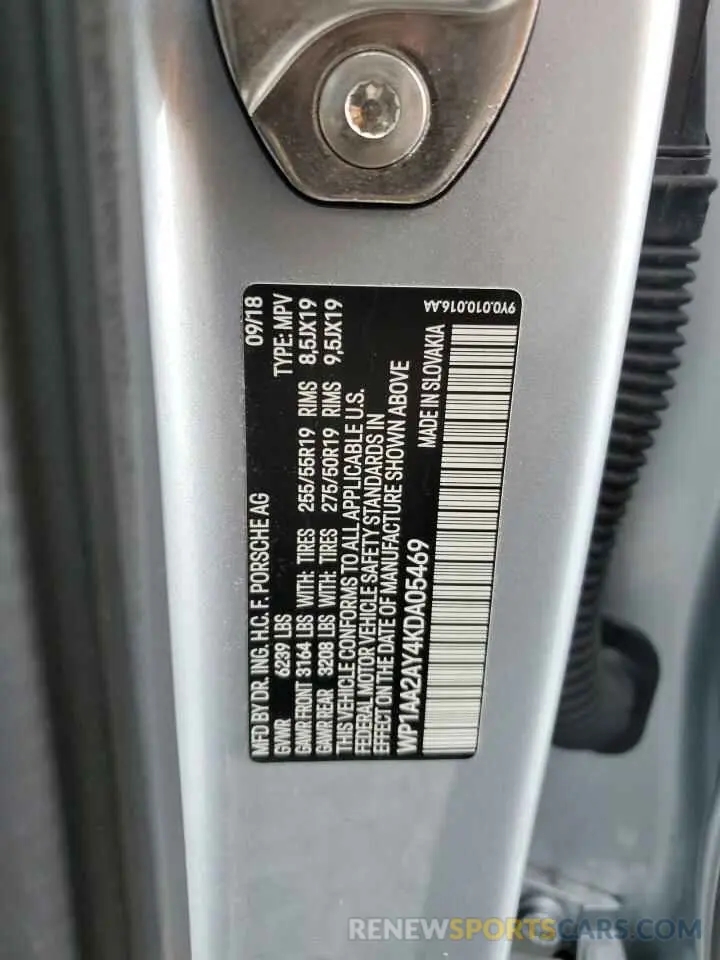 MFD BY DR. ING. H.C. F. PORSCHE AG 09/18
GVWR 6239 LBS TYPE: MPV
GAWR FRONT 3164 LBS WITH: TIRES 255/55R19 RIMS 8,5JX19
GAWR REAR 3208 LBS WITH: TIRES 275/50R19 RIMS 9,5JX19
THIS VEHICLE CONFORMS TO ALL APPLICABLE U.S.
FEDERAL MOTOR VEHICLE SAFETY STANDARDS IN
EFFECT ON THE DATE OF MANUFACTURE SHOWN ABOVE
WP1AA2AY4KDA05469
MADE IN SLOVAKIA
9Y0.010.016.AA
RENEWSPORTSCARS.COM